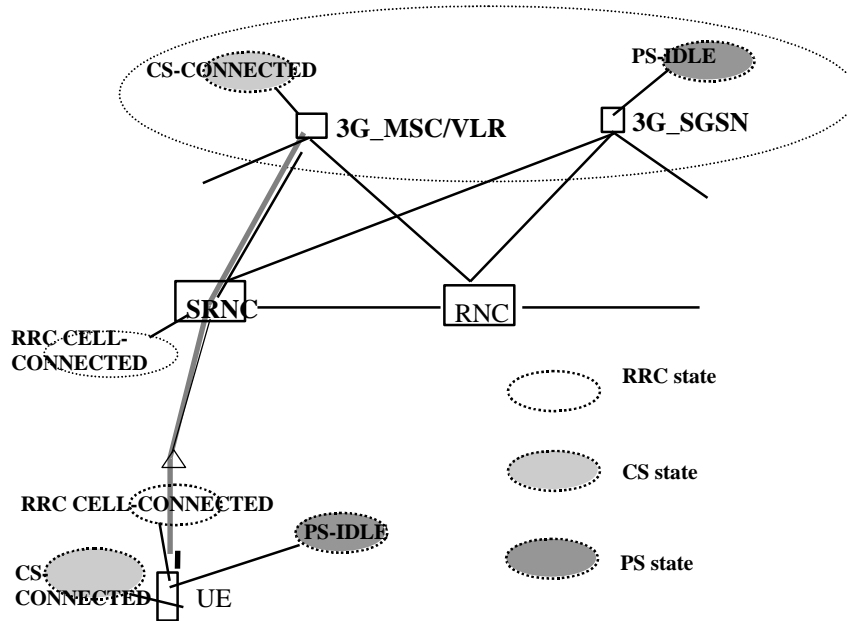 CS-CONNECTED
PS-IDLE
3G_MSC/VLR
3G_SGSN
SRNC
RNC
RRC CELL-
CONNECTED
RRC state
CS state
RRC CELL-CONNECTED
PS-IDLE
PS state
CS-
CONNECTED
UE